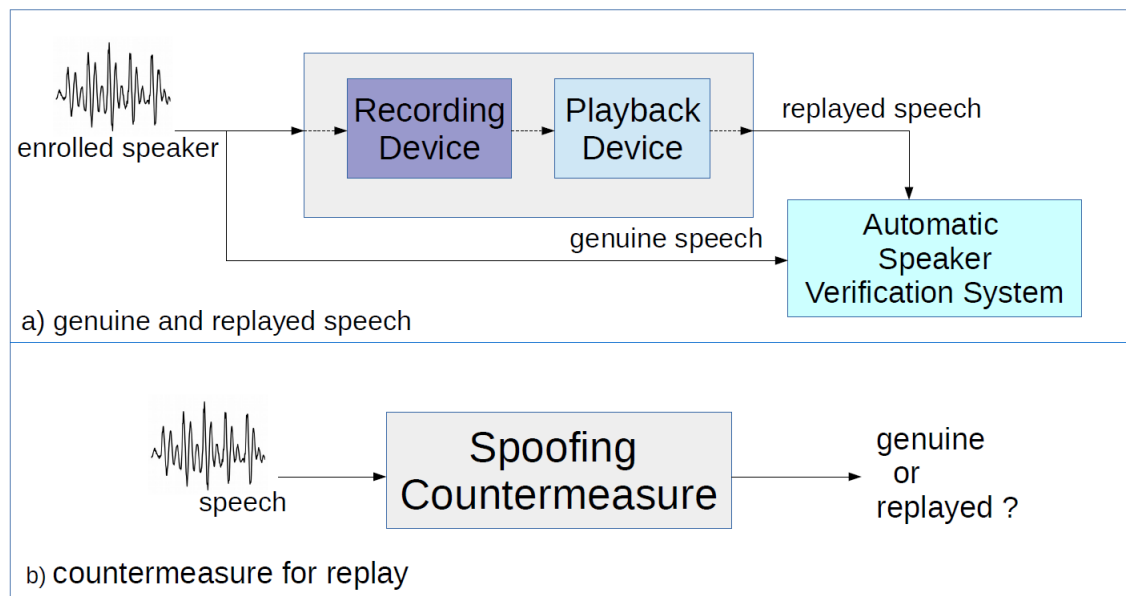 enrolled speaker
Recording
Device
Playback
Device
replayed speech
genuine speech
Automatic
Speaker
Verification System
a) genuine and replayed speech
speech
Spoofing
Countermeasure
genuine
or
replayed ?
b) countermeasure for replay